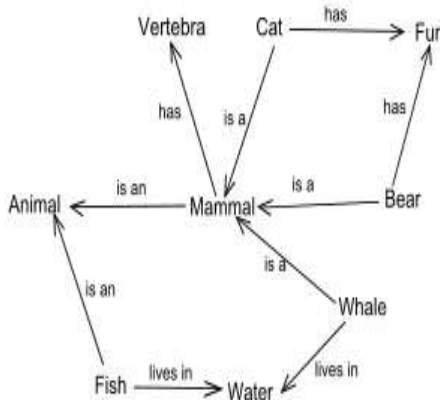 Vertebra
Cat
has
Fur
has
is a
has
is an
is a
Animal
Mammal
Bear
is a
is an
Whale
lives in
lives in
Fish
Water